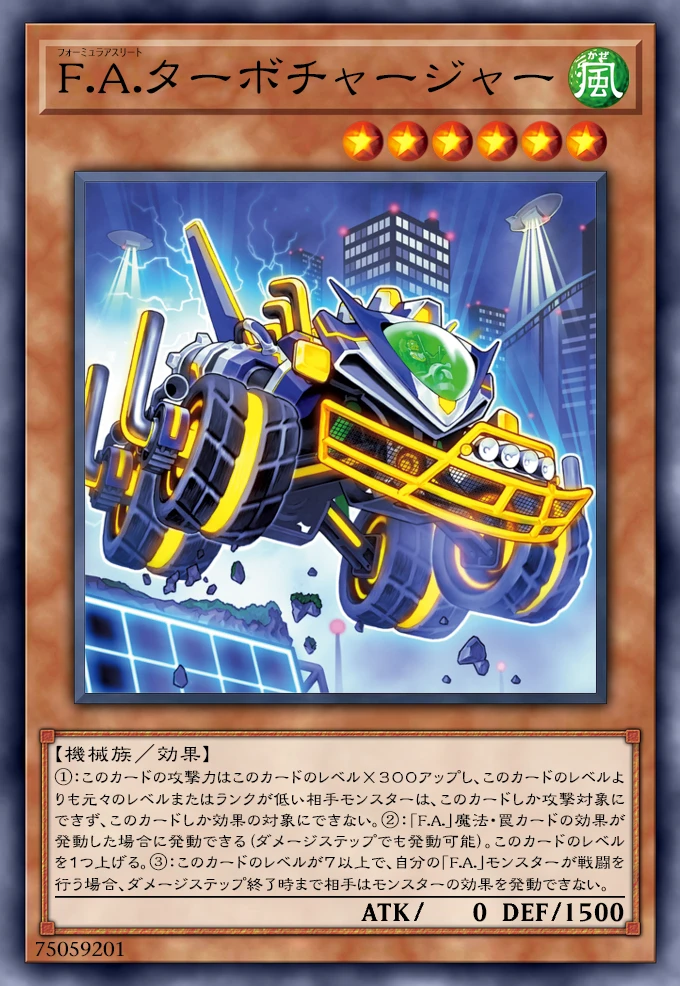 フォーミュラアスリート
F.A.ターボチャージャー
かぜ
風
【機械族／効果】
①：このカードの攻撃力はこのカードのレベル×300アップし、このカードのレベルよ
りも元々のレベルまたはランクが低い相手モンスターは、このカードしか攻撃対象に
できず、このカードしか効果の対象にできない。②：「F.A.」魔法・罠カードの効果が
発動した場合に発動できる(ダメージステップでも発動可能)。このカードのレベル
を1つ上げる。③：このカードのレベルが7以上で、自分の「F.A.」モンスターが戦闘を
行う場合、ダメージステップ終了時まで相手はモンスターの効果を発動できない。
ATK/ 0 DEF/1500
75059201